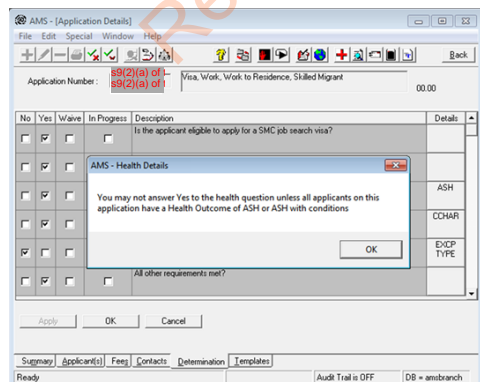 AMS - [Application Details]
File Edit Special Window Help
Back
Application Number: s9(2)(a) of t
s9(2)(a) of t
Visa, Work, Work to Residence, Skilled Migrant
00.00
No Yes Waive In Progress Description Details
Is the applicant eligible to apply for a SMC job search visa?
AMS - Health Details
You may not answer Yes to the health question unless all applicants on this
application have a Health Outcome of ASH or ASH with conditions
OK
ASH
CCHAR
EXCP
TYPE
All other requirements met?
Apply OK Cancel
Summary Applicant(s) Fees Contacts Determination Templates
Ready Audit Trail is OFF DB = amsbranch